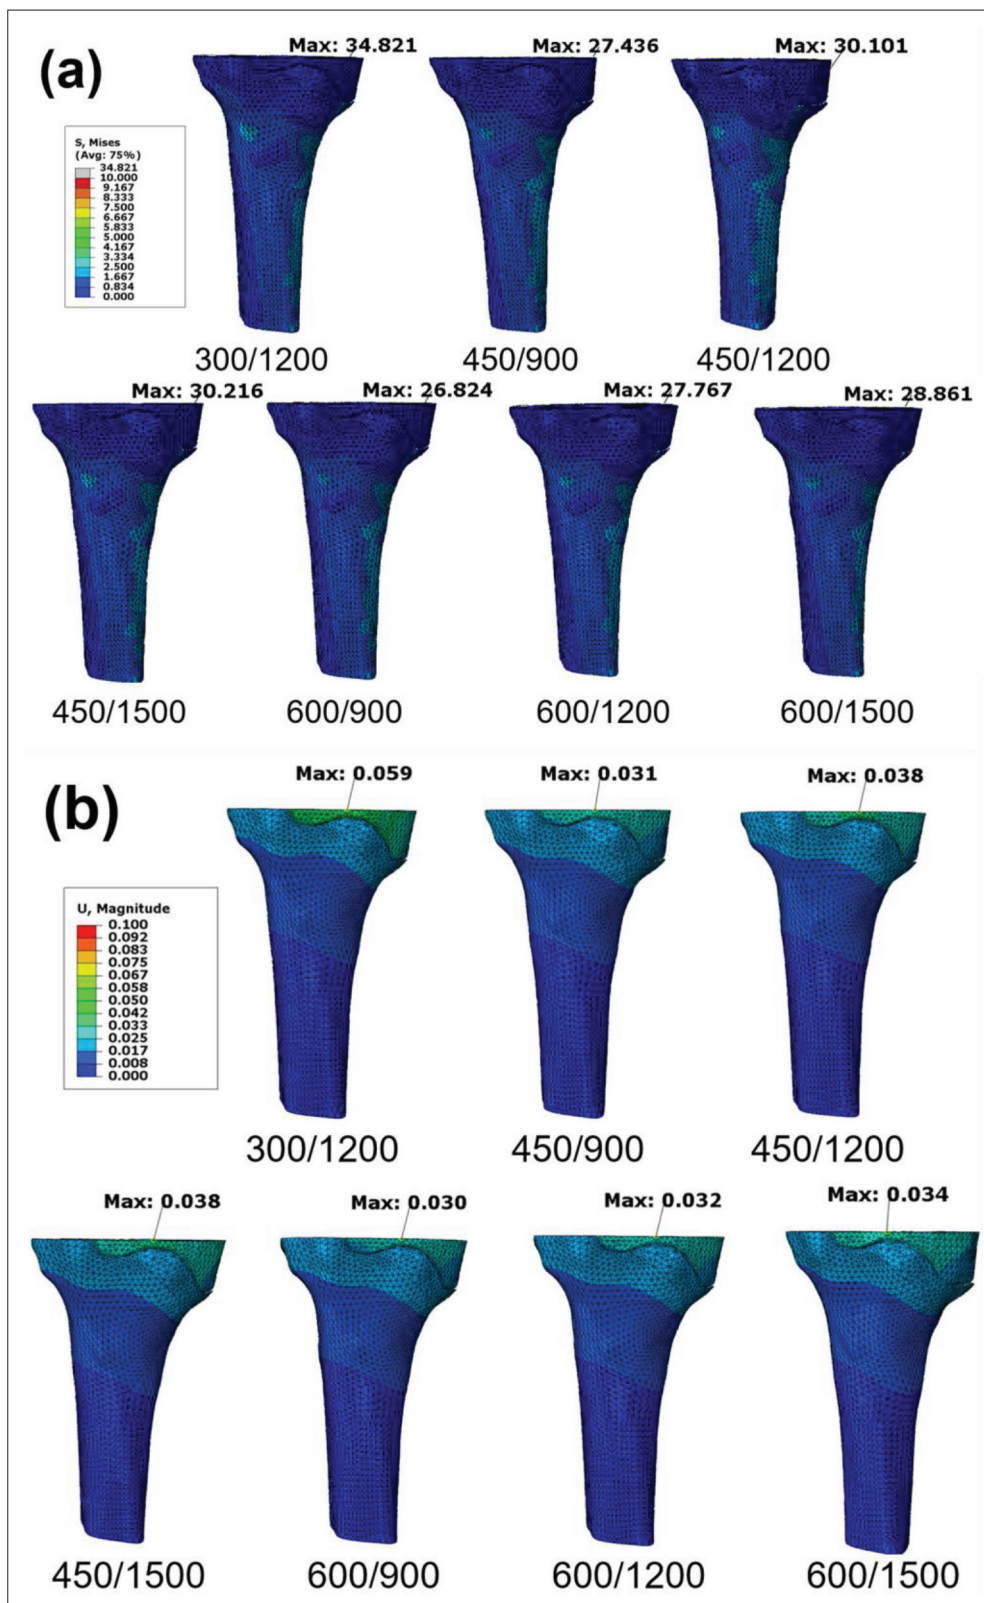 (a)
Max: 34.821
Max: 27.436
Max: 30.101
S, Mises
(Avg: 75%)
34.821
10.000
9.167
8.333
7.500
6.667
5.833
5.000
4.167
3.334
2.500
1.667
0.834
0.000
300/1200
450/900
450/1200
Max: 30.216
Max: 26.824
Max: 27.767
Max: 28.861
450/1500
600/900
600/1200
600/1500
(b)
Max: 0.059
Max: 0.031
Max: 0.038
U, Magnitude
0.100
0.092
0.083
0.075
0.067
0.058
0.050
0.042
0.033
0.025
0.017
0.008
0.000
300/1200
450/900
450/1200
Max: 0.038
Max: 0.030
Max: 0.032
Max: 0.034
450/1500
600/900
600/1200
600/1500